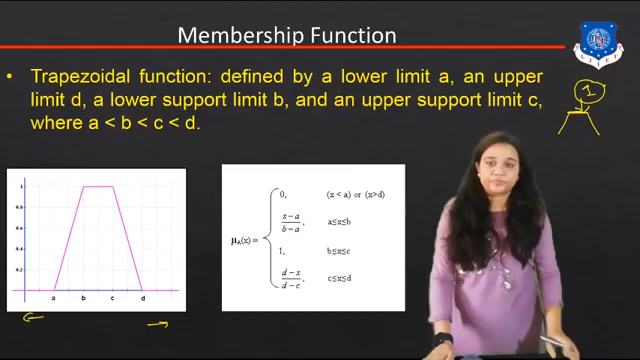 Membership Function
• Trapezoidal function: defined by a lower limit a, an upper
limit d, a lower support limit b, and an upper support limit c,
where a < b < c < d.
1
1
0.8
0.6
0.4
0.2
a b c d
μA(x) =
0, (x < a) or (x > d)
x − a
b − a , a≤x≤b
1, b≤x≤c
d − x
d − c , c≤x≤d